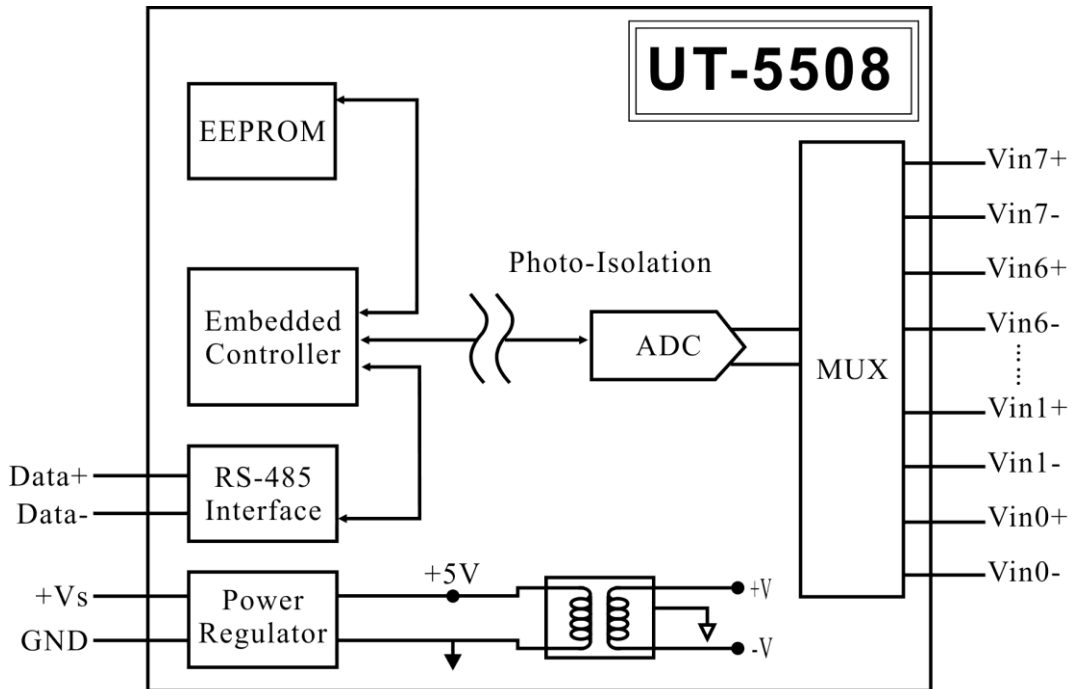 UT-5508
EEPROM
Photo-Isolation
Embedded
Controller
ADC
MUX
Vin7+
Vin7-
Vin6+
Vin6-
Vin1+
Vin1-
Vin0+
Vin0-
Data+
Data-
RS-485
Interface
+Vs
GND
Power
Regulator
+5V
+V
-V